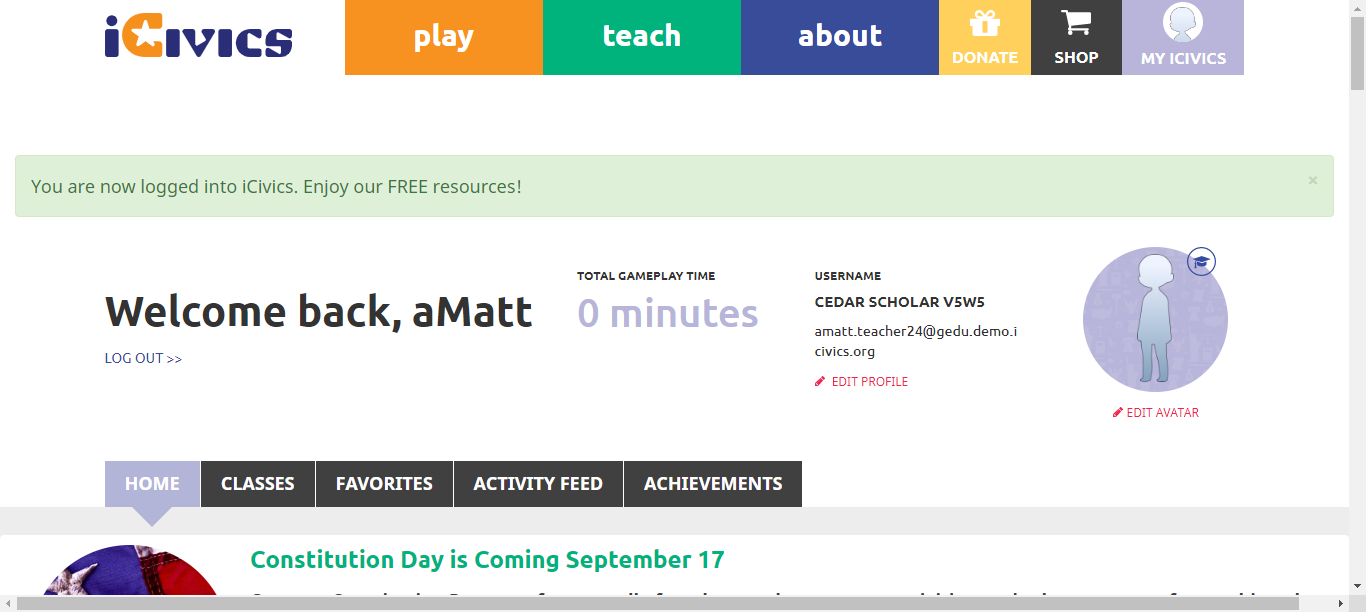 iCivics
play
teach
about
DONATE
SHOP
MY ICIVICS
You are now logged into iCivics. Enjoy our FREE resources!
×
Welcome back, aMatt
LOG OUT >>
TOTAL GAMEPLAY TIME
0 minutes
USERNAME
CEDAR SCHOLAR V5W5
amatt.teacher24@gedu.demo.i
civics.org
EDIT PROFILE
EDIT AVATAR
HOME
CLASSES
FAVORITES
ACTIVITY FEED
ACHIEVEMENTS
Constitution Day is Coming September 17